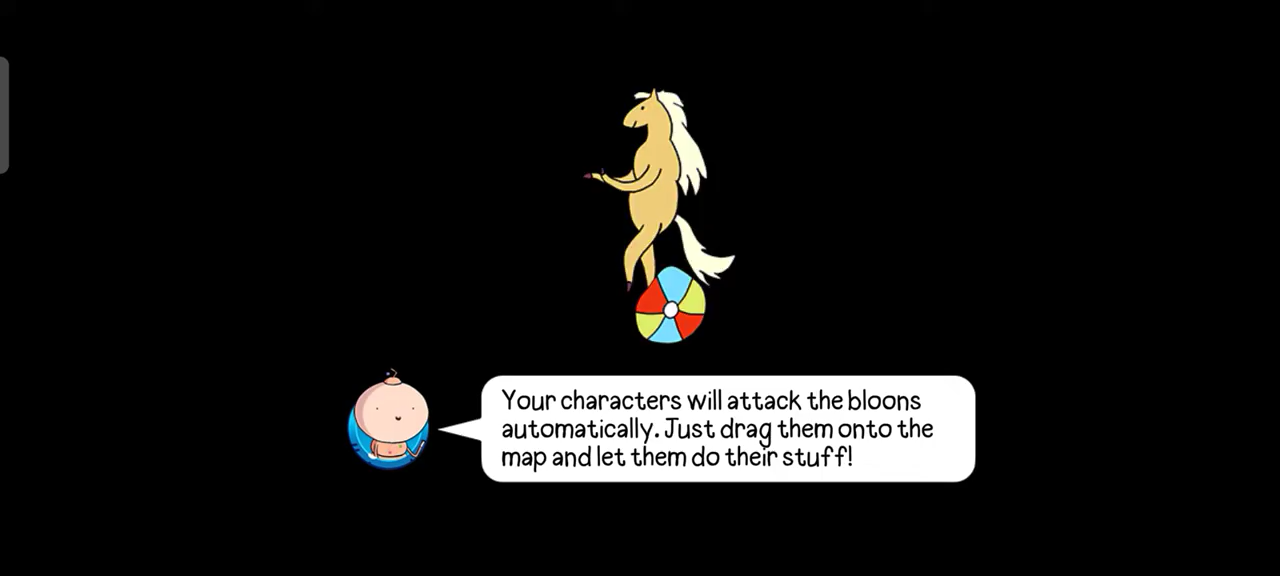 Your characters will attack the bloons
automatically. Just drag them onto the
map and let them do their stuff!